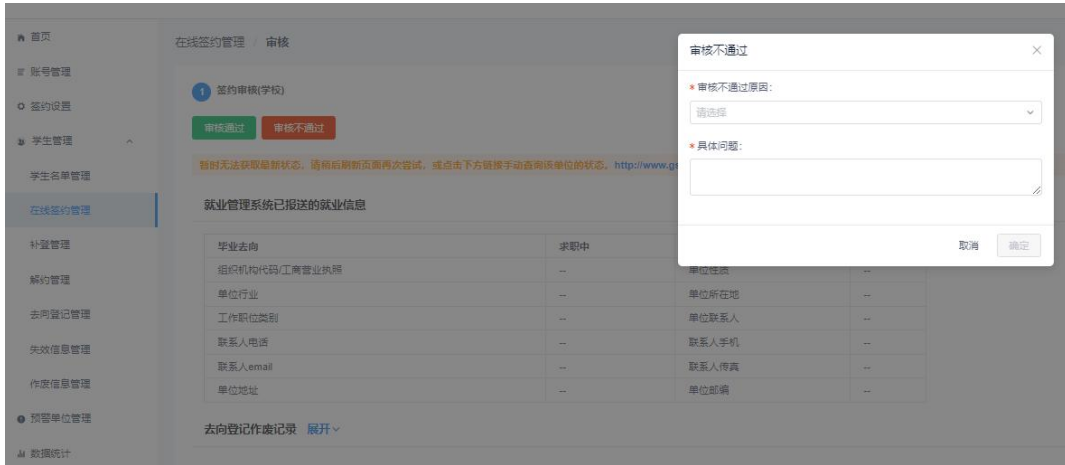 首页
账号管理
签约设置
学生管理
学生名单管理
在线签约管理
补登管理
解约管理
去向登记管理
失效信息管理
作废信息管理
预警单位管理
数据统计
在线签约管理 / 审核
1 签约审核(学校)
审核通过 审核不通过
暂时无法获取最新状态，请稍后刷新页面再次尝试，或点击下方链接手动查询该单位的状态。http://www.gs
就业管理系统已报送的就业信息
毕业去向 求职中
组织机构代码/工商营业执照 -- 单位性质 --
单位行业 -- 单位所在地 --
工作职位类别 -- 单位联系人 --
联系人电话 -- 联系人手机 --
联系人email -- 联系人传真 --
单位地址 -- 单位邮编 --
去向登记作废记录 展开
审核不通过
* 审核不通过原因：
请选择
* 具体问题：
取消 确定